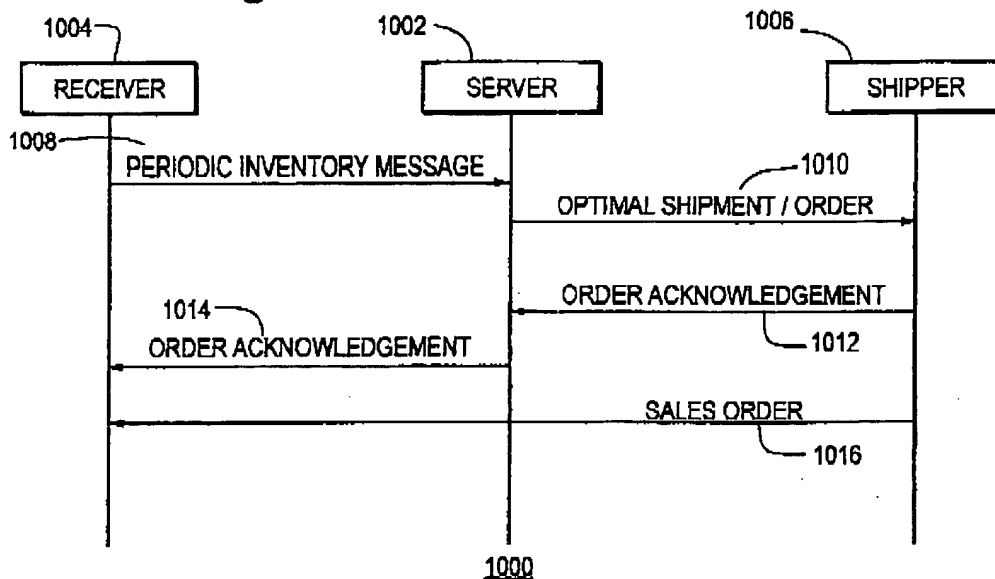 1004
1002
1006
RECEIVER
SERVER
SHIPPER
1008
PERIODIC INVENTORY MESSAGE
1010
OPTIMAL SHIPMENT / ORDER
ORDER ACKNOWLEDGEMENT
1012
1014
ORDER ACKNOWLEDGEMENT
SALES ORDER
1016
1000